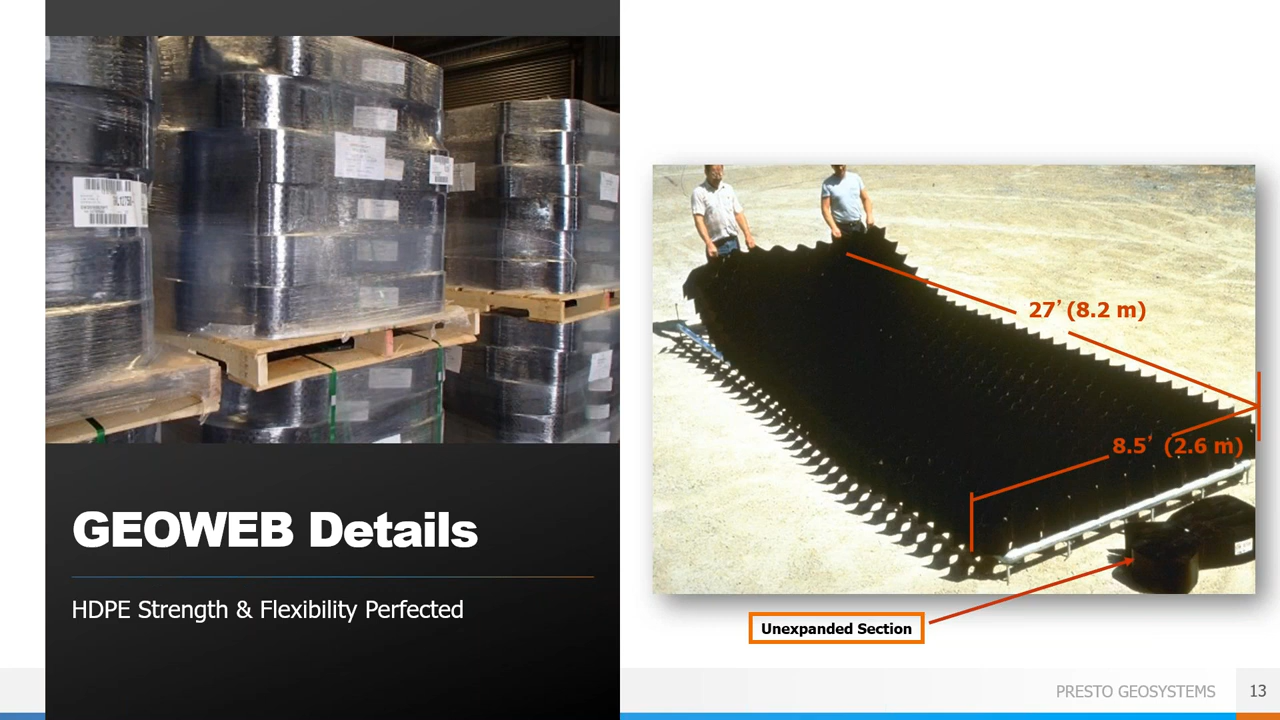 GEOWEB Details
HDPE Strength & Flexibility Perfected
27’ (8.2 m)
8.5’ (2.6 m)
Unexpanded Section
PRESTO GEOSYSTEMS
13